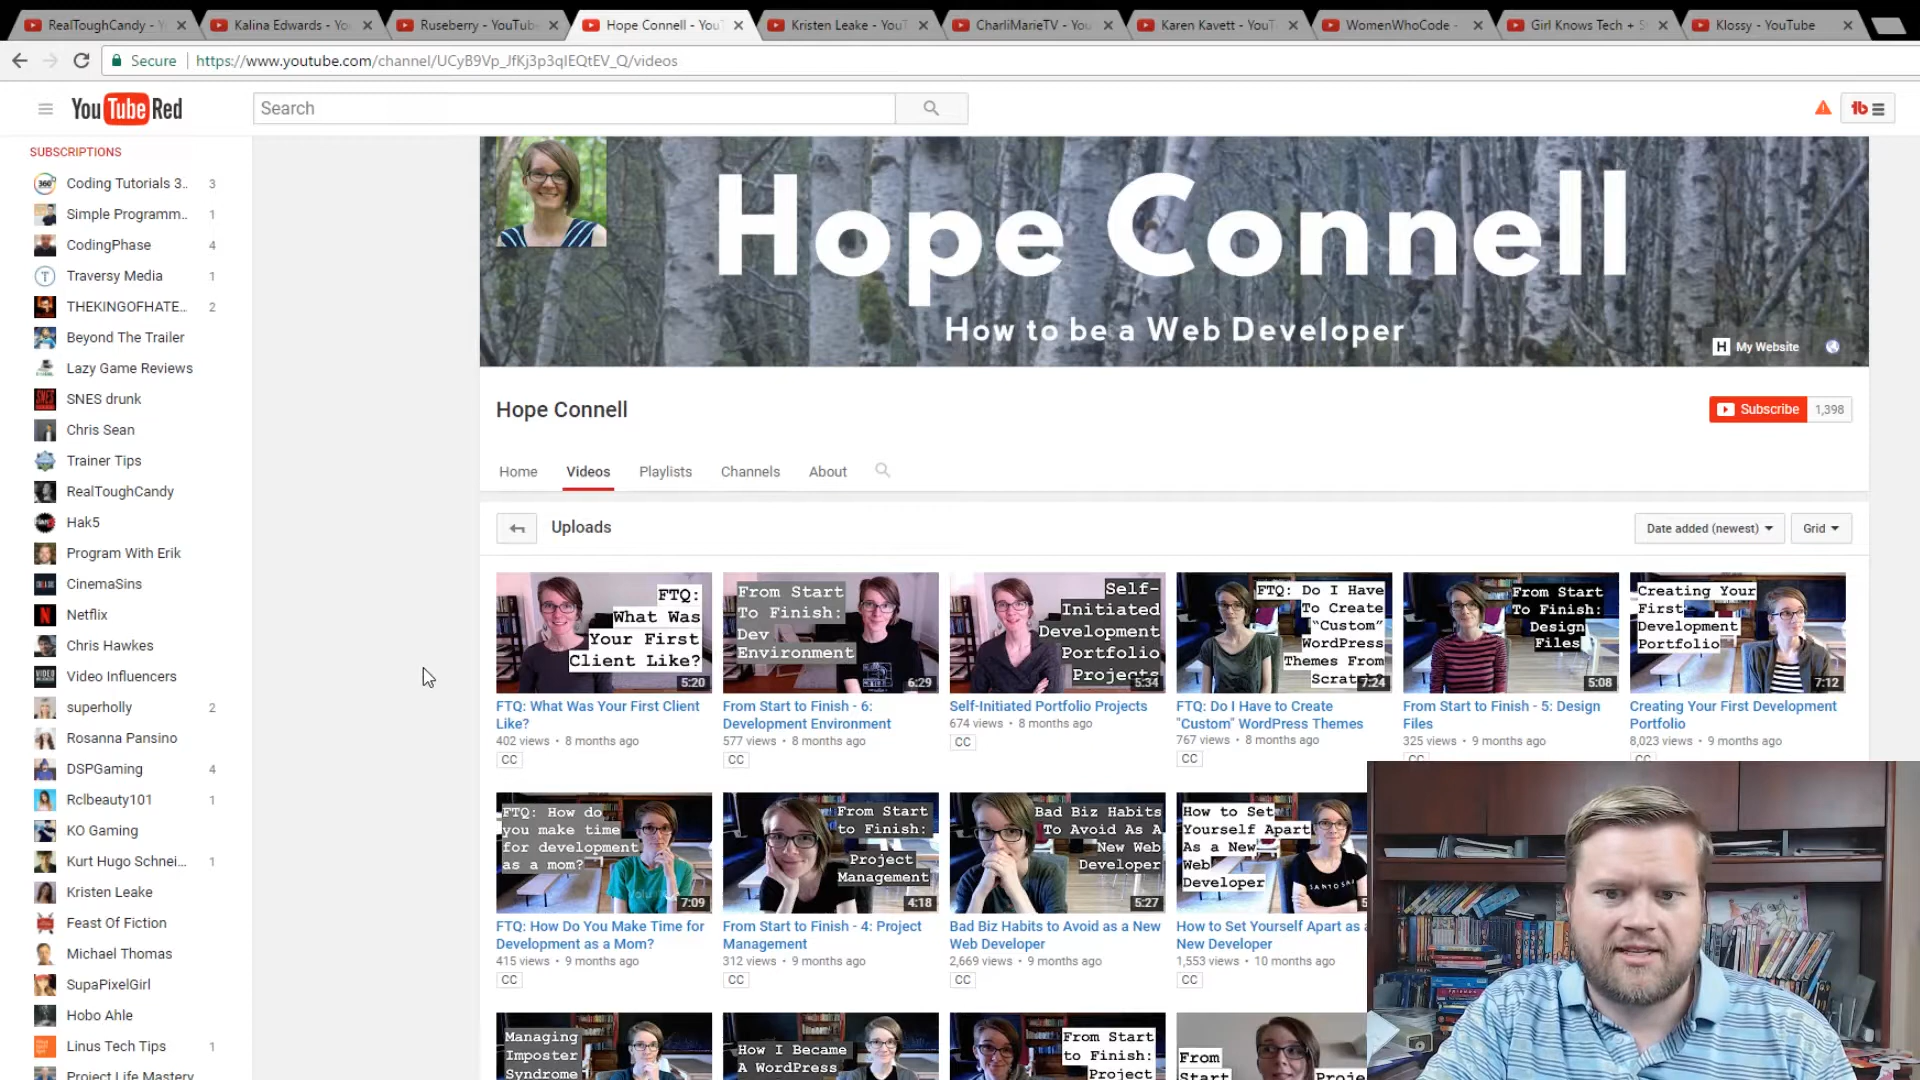 RealToughCandy - Y
Kalina Edwards - Yo
Ruseberry - YouTube
Hope Connell - YouT
Kristen Leake - YouT
CharliMarieTV - You
Karen Kavett - YouT
WomenWhoCode -
Girl Knows Tech + S
Klossy - YouTube
Secure
https://www.youtube.com/channel/UCyB9Vp_JfKj3p3qIEQtEV_Q/videos
YouTube Red
Search
tb
SUBSCRIPTIONS
360°
Coding Tutorials 3.. 3
Simple Programm.. 1
CodingPhase 4
T
Traversy Media 1
THEKINGOFHATE.. 2
Beyond The Trailer
Lazy Game Reviews
SNES drunk
Chris Sean
Trainer Tips
RealToughCandy
Hak5
Program With Erik
CinemaSins
N
Netflix
Chris Hawkes
Video Influencers
superholly 2
Rosanna Pansino
DSPGaming 4
Rclbeauty101 1
KO Gaming
Kurt Hugo Schnei... 1
Kristen Leake
Feast Of Fiction
Michael Thomas
SupaPixelGirl
Hobo Ahle
Linus Tech Tips 1
Project Life Mastery
Hope Connell
How to be a Web Developer
H My Website
Hope Connell
Subscribe 1,398
Home Videos Playlists Channels About
Uploads
Date added (newest)
Grid
FTQ:
What Was
Your First
Client Like?
5:20
From Start
To Finish:
Dev
Environment
6:29
Self-
Initiated
Development
Portfolio
Projects
5:34
FTQ: Do I Have
To Create
"Custom"
WordPress
Themes From
Scratch?
7:24
From Start
To Finish:
Design
Files
5:08
Creating Your
First
Development
Portfolio
7:12
FTQ: What Was Your First Client
Like?
402 views • 8 months ago
CC
From Start to Finish - 6:
Development Environment
577 views • 8 months ago
CC
Self-Initiated Portfolio Projects
674 views • 8 months ago
CC
FTQ: Do I Have to Create
"Custom" WordPress Themes
767 views • 8 months ago
CC
From Start to Finish - 5: Design
Files
325 views • 9 months ago
CC
Creating Your First Development
Portfolio
8,023 views • 9 months ago
CC
FTQ: How do
you make time
for development
as a mom?
7:09
From Start
to Finish:
Project
Management
4:18
Bad Biz Habits
To Avoid As A
New Web
Developer
5:27
How to Set
Yourself Apart
As a New
Web
Developer
SANTOS
5
FTQ: How Do You Make Time for
Development as a Mom?
415 views • 9 months ago
CC
From Start to Finish - 4: Project
Management
312 views • 9 months ago
CC
Bad Biz Habits to Avoid as a New
Web Developer
2,669 views • 9 months ago
CC
How to Set Yourself Apart as
New Developer
1,553 views • 10 months ago
CC
Managing
Imposter
Syndrome
How I Became
A WordPress
From Start
to Finish:
Project
From
Start
Proje